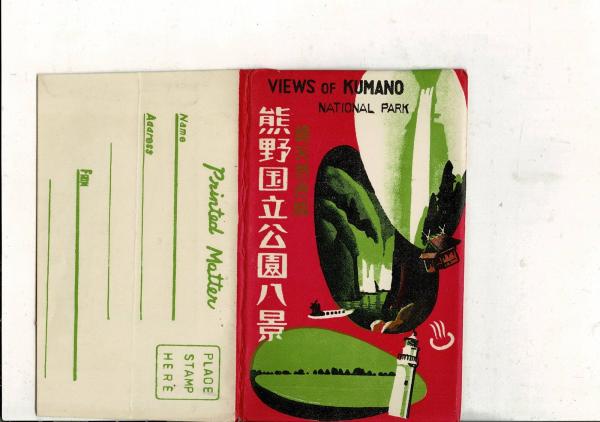 VIEWS OF KUMANO
NATIONAL PARK
熊野国立公園八景
Printed Matter
Name
Address
FROM
PLACE
STAMP
HERE